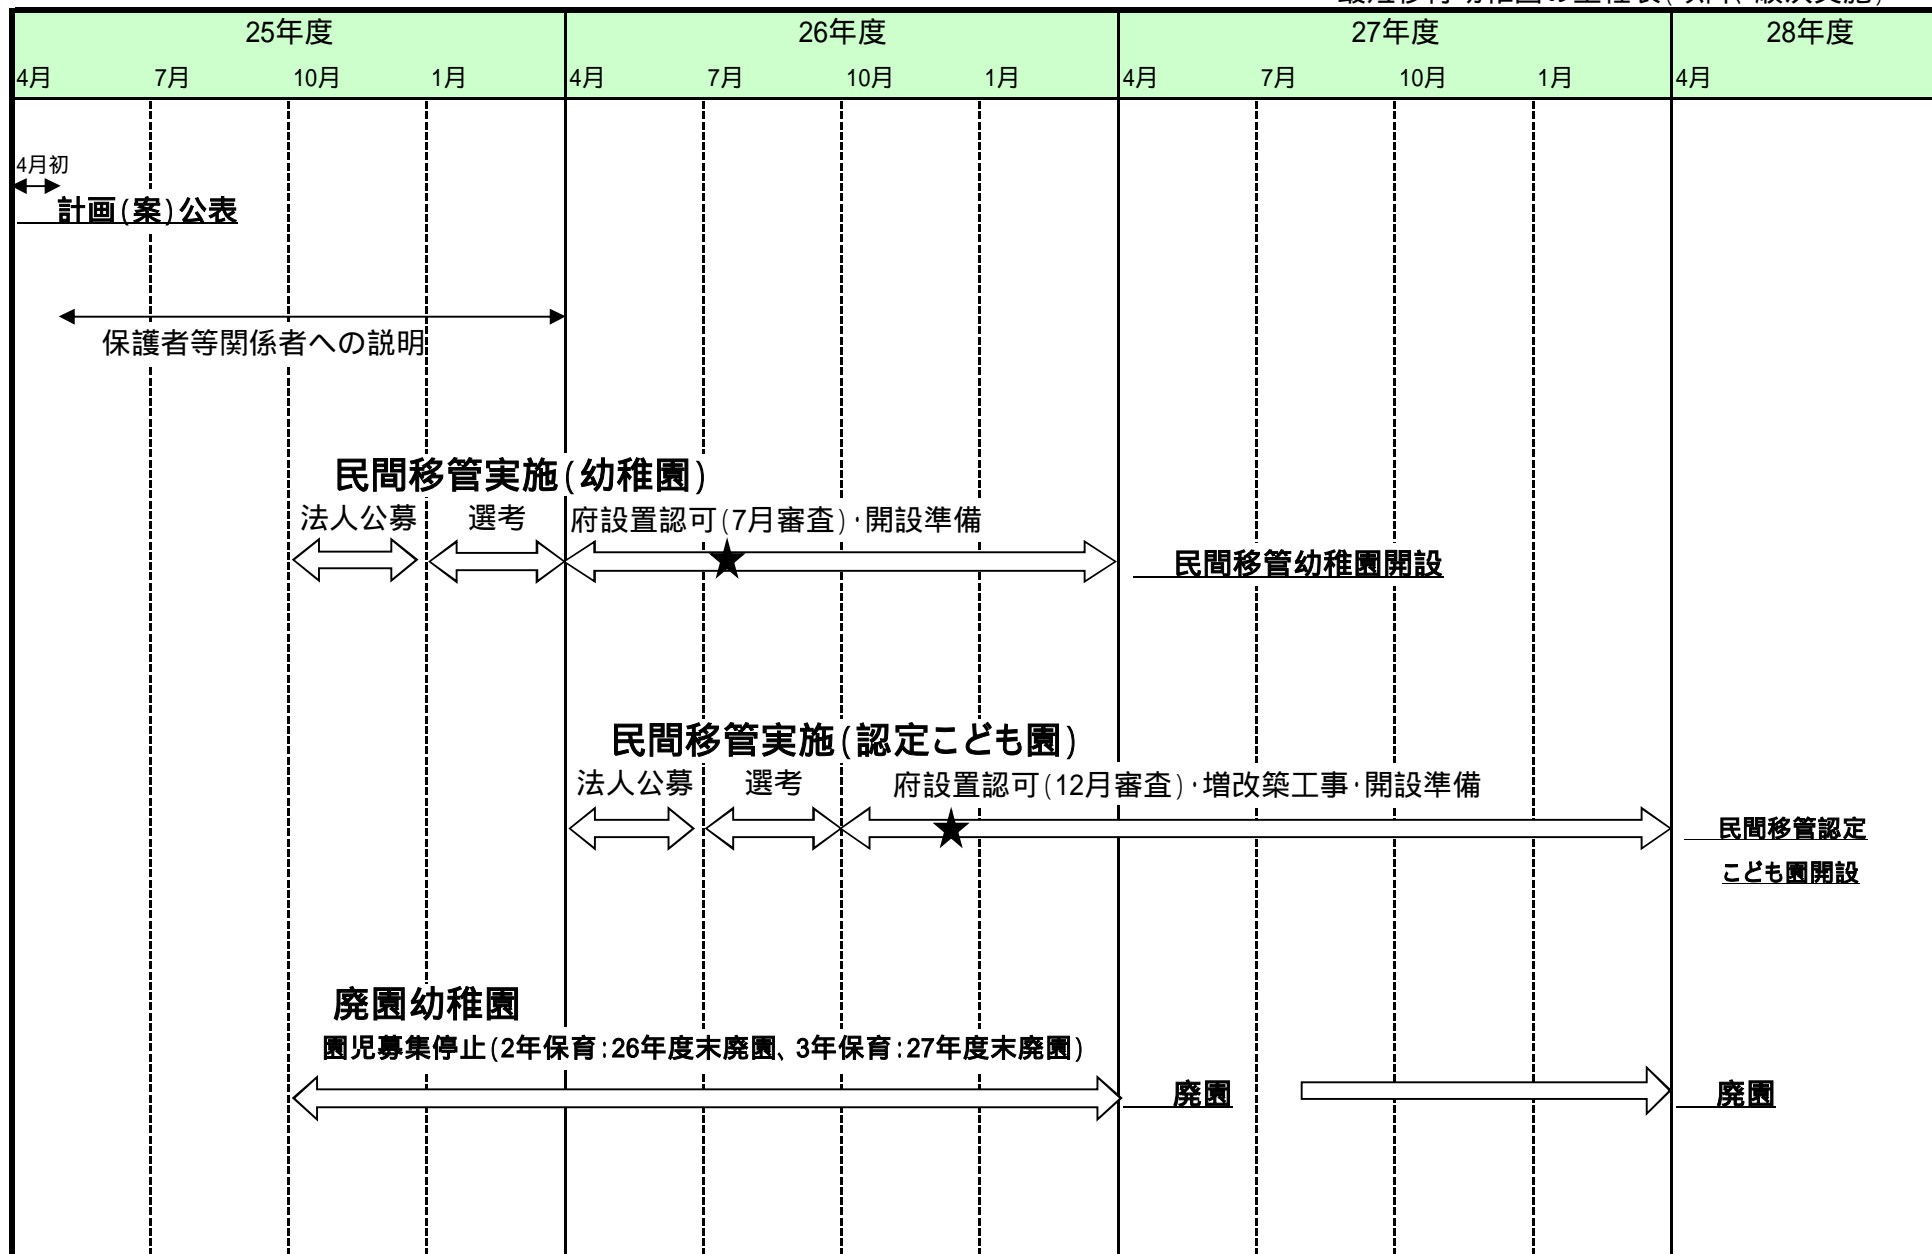 25年度 26年度 27年度 28年度
4月 7月 10月 1月 4月 7月 10月 1月 4月 7月 10月 1月 4月
4月初
計画(案)公表
保護者等関係者への説明
民間移管実施(幼稚園)
法人公募 選考 府設置認可(7月審査)・開設準備
民間移管幼稚園開設
民間移管実施(認定こども園)
法人公募 選考 府設置認可(12月審査)・増改築工事・開設準備
民間移管認定
こども園開設
廃園幼稚園
園児募集停止(2年保育:26年度末廃園、3年保育:27年度末廃園)
廃園 廃園